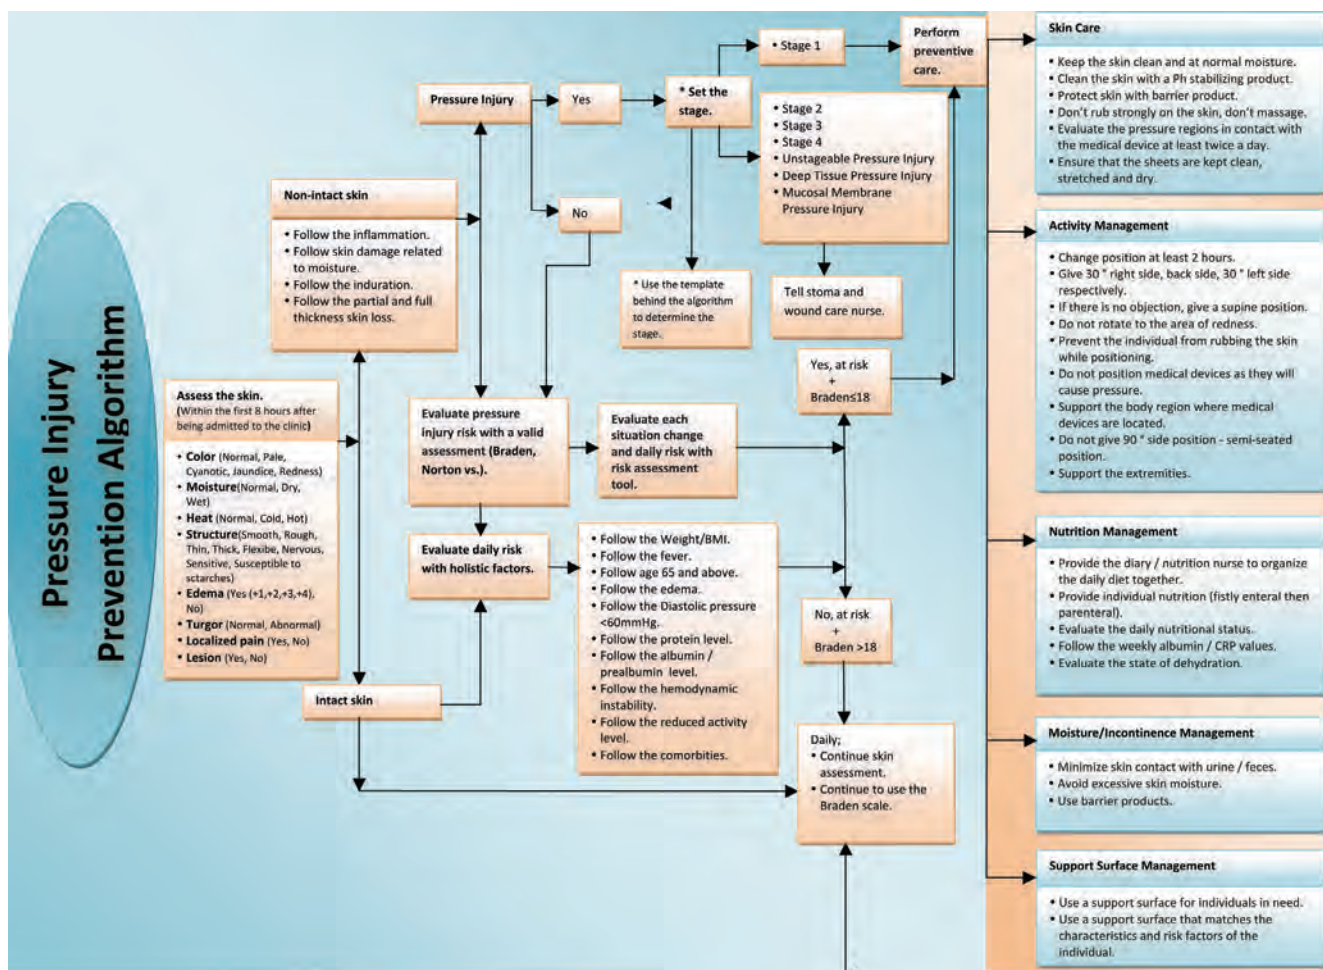 Pressure Injury
Prevention Algorithm
Assess the skin.
(Within the first 8 hours after
being admitted to the clinic)
• Color (Normal, Pale,
Cyanotic, Jaundice, Redness)
• Moisture(Normal, Dry,
Wet)
• Heat (Normal, Cold, Hot)
• Structure(Smooth, Rough,
Thin, Thick, Flexibe, Nervous,
Sensitive, Susceptible to
sctarches)
• Edema (Yes (+1,+2,+3,+4),
No)
• Turgor (Normal, Abnormal)
• Localized pain (Yes, No)
• Lesion (Yes, No)
Non-intact skin
• Follow the inflammation.
• Follow skin damage related
to moisture.
• Follow the induration.
• Follow the partial and full
thickness skin loss.
Intact skin
Pressure Injury
Yes
No
* Set the
stage.
* Use the template
behind the algorithm
to determine the
stage.
• Stage 1
• Stage 2
• Stage 3
• Stage 4
• Unstageable Pressure Injury
• Deep Tissue Pressure Injury
• Mucosal Membrane
Pressure Injury
Tell stoma and
wound care nurse.
Perform
preventive
care.
Evaluate pressure
injury risk with a valid
assessment (Braden,
Norton vs.).
Evaluate each
situation change
and daily risk with
risk assessment
tool.
Evaluate daily risk
with holistic factors.
• Follow the Weight/BMI.
• Follow the fever.
• Follow age 65 and above.
• Follow the edema.
• Follow the Diastolic pressure
<60mmHg.
• Follow the protein level.
• Follow the albumin /
prealbumin level.
• Follow the hemodynamic
instability.
• Follow the reduced activity
level.
• Follow the comorbities.
Yes, at risk
+
Braden≤18
No, at risk
+
Braden >18
Daily;
• Continue skin
assessment.
• Continue to use the
Braden scale.
Skin Care
• Keep the skin clean and at normal moisture.
• Clean the skin with a Ph stabilizing product.
• Protect skin with barrier product.
• Don't rub strongly on the skin, don't massage.
• Evaluate the pressure regions in contact with
the medical device at least twice a day.
• Ensure that the sheets are kept clean,
stretched and dry.
Activity Management
• Change position at least 2 hours.
• Give 30 ° right side, back side, 30 ° left side
respectively.
• If there is no objection, give a supine position.
• Do not rotate to the area of redness.
• Prevent the individual from rubbing the skin
while positioning.
• Do not position medical devices as they will
cause pressure.
• Support the body region where medical
devices are located.
• Do not give 90 ° side position - semi-seated
position.
• Support the extremities.
Nutrition Management
• Provide the diary / nutrition nurse to organize
the daily diet together.
• Provide individual nutrition (fistly enteral then
parenteral).
• Evaluate the daily nutritional status.
• Follow the weekly albumin / CRP values.
• Evaluate the state of dehydration.
Moisture/Incontinence Management
• Minimize skin contact with urine / feces.
• Avoid excessive skin moisture.
• Use barrier products.
Support Surface Management
• Use a support surface for individuals in need.
• Use a support surface that matches the
characteristics and risk factors of the
individual.